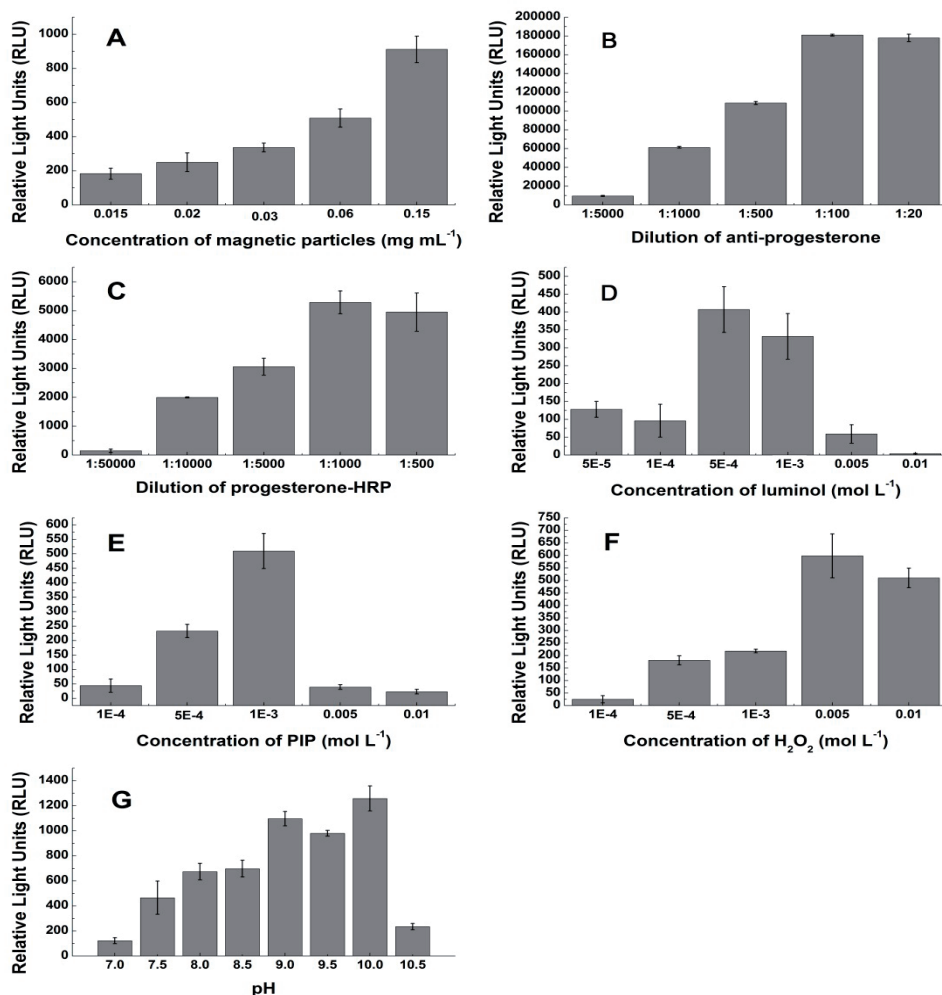 A
Relative Light Units (RLU)
1000
800
600
400
200
0
0.015 0.02 0.03 0.06 0.15
Concentration of magnetic particles (mg mL⁻¹)
B
Relative Light Units (RLU)
200000
180000
160000
140000
120000
100000
80000
60000
40000
20000
0
1:5000 1:1000 1:500 1:100 1:20
Dilution of anti-progesterone
C
Relative Light Units (RLU)
6000
5000
4000
3000
2000
1000
0
1:50000 1:10000 1:5000 1:1000 1:500
Dilution of progesterone-HRP
D
Relative Light Units (RLU)
500
450
400
350
300
250
200
150
100
50
0
5E-5 1E-4 5E-4 1E-3 0.005 0.01
Concentration of luminol (mol L⁻¹)
E
Relative Light Units (RLU)
600
550
500
450
400
350
300
250
200
150
100
50
0
1E-4 5E-4 1E-3 0.005 0.01
Concentration of PIP (mol L⁻¹)
F
Relative Light Units (RLU)
750
700
650
600
550
500
450
400
350
300
250
200
150
100
50
0
1E-4 5E-4 1E-3 0.005 0.01
Concentration of H₂O₂ (mol L⁻¹)
G
Relative Light Units (RLU)
1400
1200
1000
800
600
400
200
0
7.0 7.5 8.0 8.5 9.0 9.5 10.0 10.5
pH